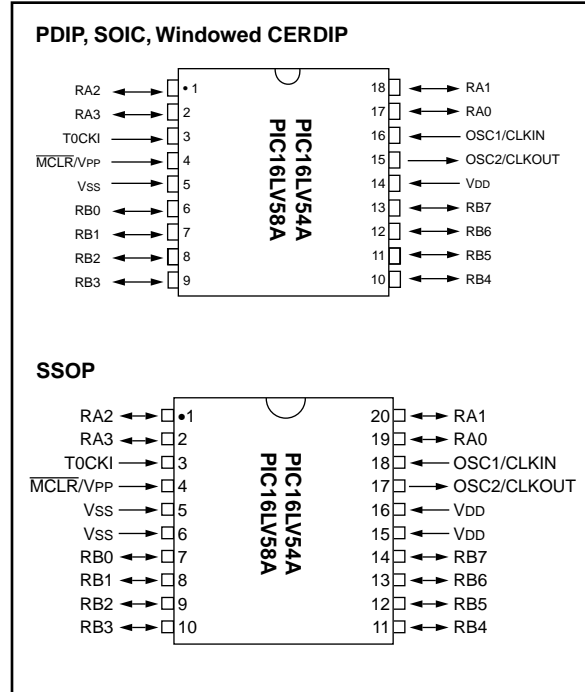 PDIP, SOIC, Windowed CERDIP
RA2 1 18 RA1
RA3 2 17 RA0
T0CKI 3 16 OSC1/CLKIN
MCLR/VPP 4 15 OSC2/CLKOUT
VSS 5 14 VDD
RB0 6 13 RB7
RB1 7 12 RB6
RB2 8 11 RB5
RB3 9 10 RB4
PIC16LV54A
PIC16LV58A
SSOP
RA2 1 20 RA1
RA3 2 19 RA0
T0CKI 3 18 OSC1/CLKIN
MCLR/VPP 4 17 OSC2/CLKOUT
VSS 5 16 VDD
VSS 6 15 VDD
RB0 7 14 RB7
RB1 8 13 RB6
RB2 9 12 RB5
RB3 10 11 RB4
PIC16LV54A
PIC16LV58A